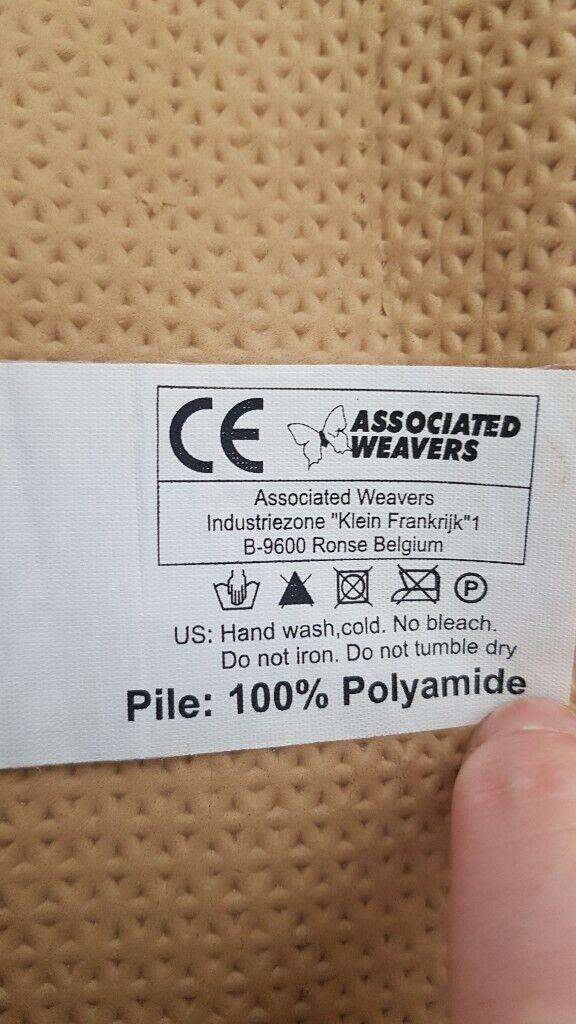 CE ASSOCIATED
WEAVERS
Associated Weavers
Industriezone "Klein Frankrijk"1
B-9600 Ronse Belgium
P
US: Hand wash,cold. No bleach.
Do not iron. Do not tumble dry
Pile: 100% Polyamide